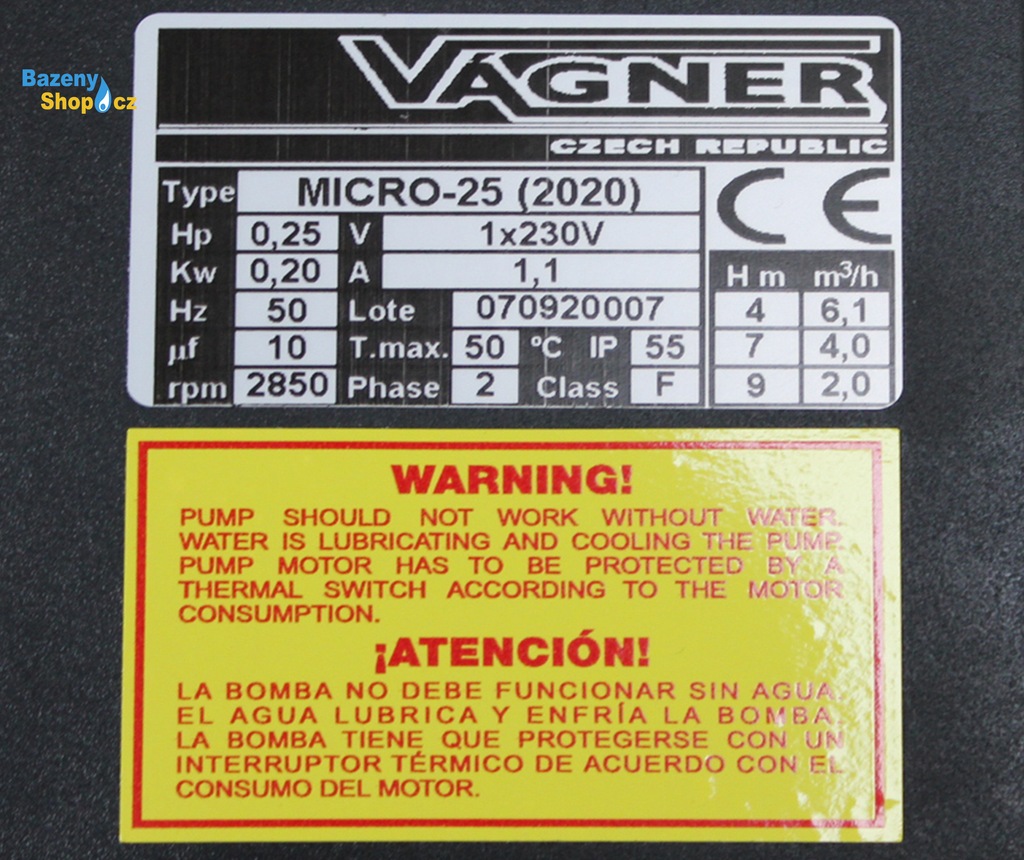 Bazeny
Shop.cz
VAGNER
CZECH REPUBLIC
Type MICRO-25 (2020)
Hp 0,25 V 1x230V
Kw 0,20 A 1,1
Hz 50 Lote 070920007
µf 10 T.max. 50 ºC IP 55
rpm 2850 Phase 2 Class F
CE
H m m³/h
4 6,1
7 4,0
9 2,0
WARNING!
PUMP SHOULD NOT WORK WITHOUT WATER.
WATER IS LUBRICATING AND COOLING THE PUMP.
PUMP MOTOR HAS TO BE PROTECTED BY A
THERMAL SWITCH ACCORDING TO THE MOTOR
CONSUMPTION.
¡ATENCIÓN!
LA BOMBA NO DEBE FUNCIONAR SIN AGUA.
EL AGUA LUBRICA Y ENFRÍA LA BOMBA.
LA BOMBA TIENE QUE PROTEGERSE CON UN
INTERRUPTOR TÉRMICO DE ACUERDO CON EL
CONSUMO DEL MOTOR.